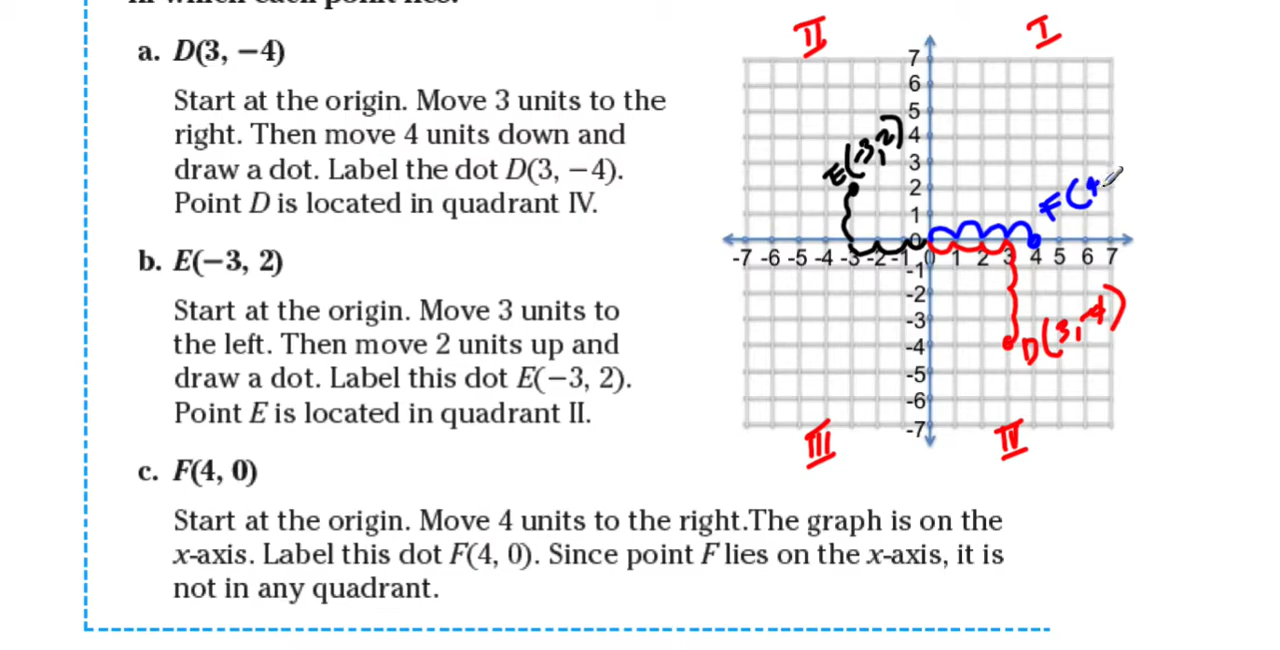 in which each point lies.
a. D(3, −4)
Start at the origin. Move 3 units to the
right. Then move 4 units down and
draw a dot. Label the dot D(3, −4).
Point D is located in quadrant IV.
b. E(−3, 2)
Start at the origin. Move 3 units to
the left. Then move 2 units up and
draw a dot. Label this dot E(−3, 2).
Point E is located in quadrant II.
c. F(4, 0)
Start at the origin. Move 4 units to the right.The graph is on the
x-axis. Label this dot F(4, 0). Since point F lies on the x-axis, it is
not in any quadrant.
II
I
7
6
5
4
3
2
1
0
E(-3,2)
F(4,
-7 -6 -5 -4 -3 -2 -1 0 1 2 3 4 5 6 7
-1
-2
-3
-4
-5
-6
-7
D(3,-4)
III
IV